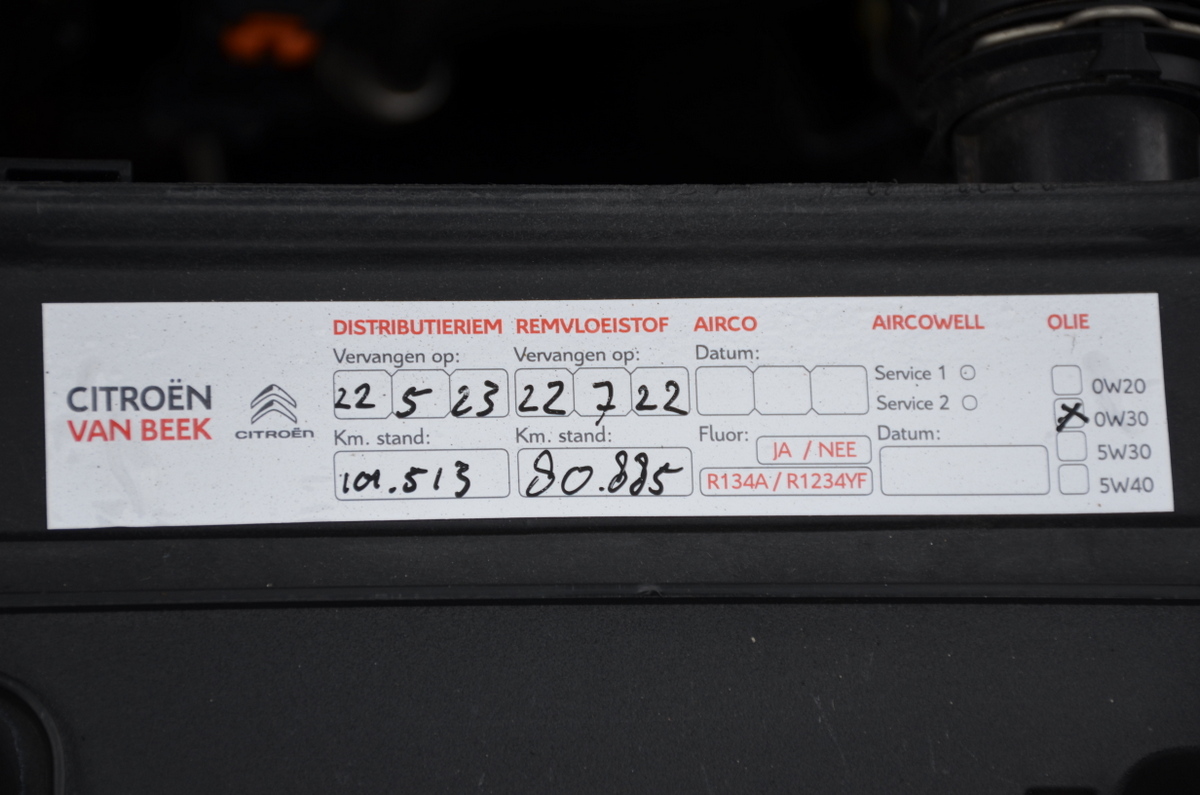 CITROËN
VAN BEEK
CITROËN
DISTRIBUTIERIEM
Vervangen op:
22 5 23
Km. stand:
101.513
REMVLOEISTOF
Vervangen op:
22 7 22
Km. stand:
80.885
AIRCO
Datum:
Fluor: JA / NEE
R134A / R1234YF
AIRCOWELL
Service 1
Service 2
Datum:
OLIE
0W20
X 0W30
5W30
5W40